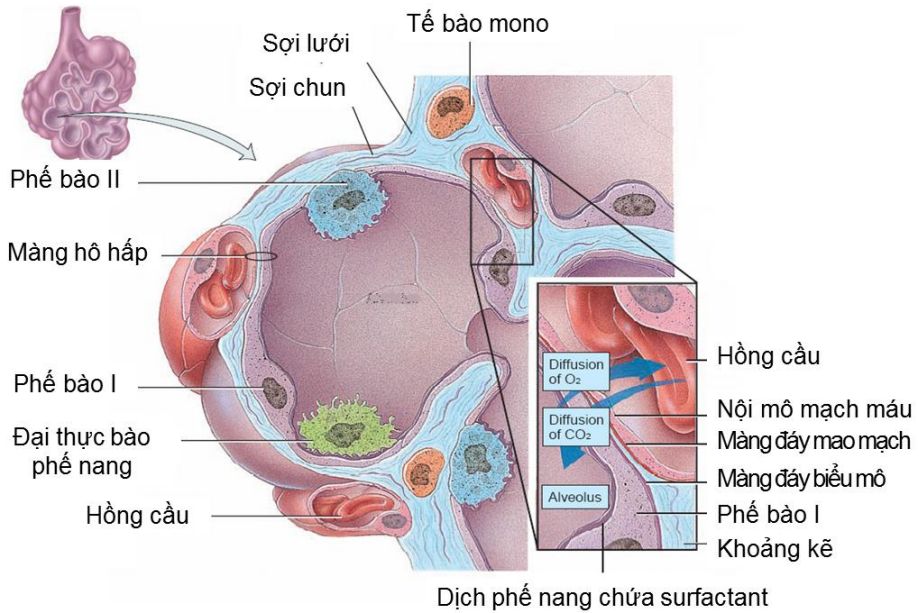 Tế bào mono
Sợi lưới
Sợi chun
Phế bào II
Màng hô hấp
Phế bào I
Đại thực bào
phế nang
Hồng cầu
Diffusion
of O₂
Diffusion
of CO₂
Alveolus
Hồng cầu
Nội mô mạch máu
Màng đáy mao mạch
Màng đáy biểu mô
Phế bào I
Khoảng kẽ
Dịch phế nang chứa surfactant